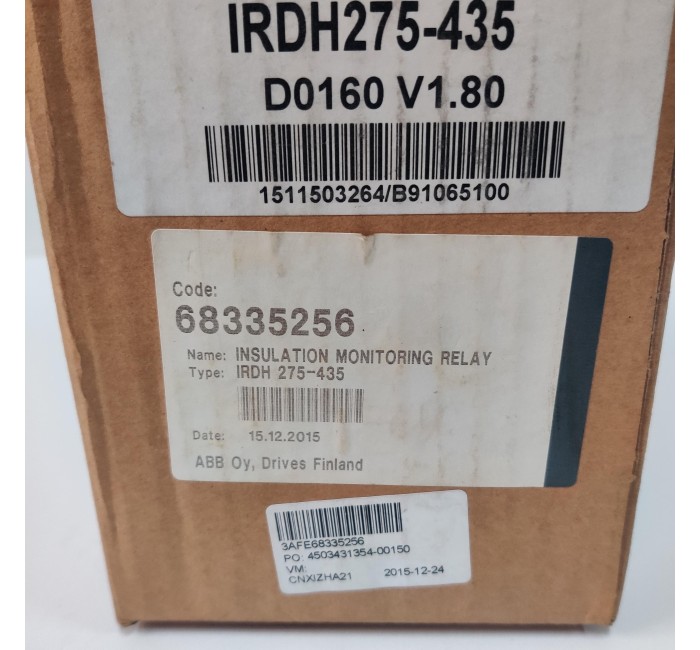 IRDH275-435
D0160 V1.80
1511503264/B91065100
Code:
68335256
Name: INSULATION MONITORING RELAY
Type: IRDH 275-435
Date: 15.12.2015
ABB Oy, Drives Finland
3AFE68335256
PO: 4503431354-00150
VM:
CNXIZHA21 2015-12-24